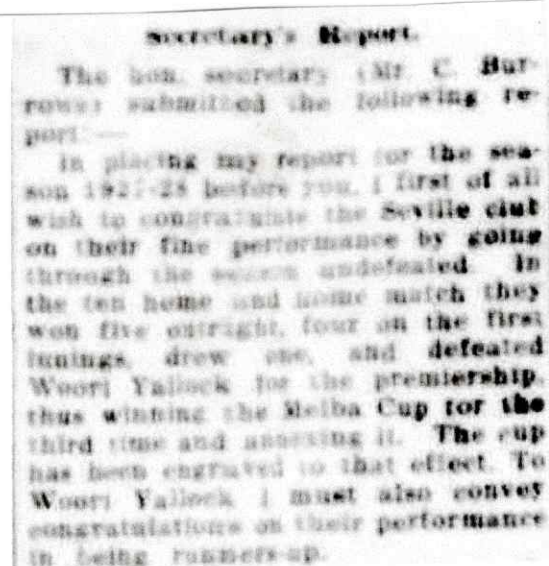 Secretary's Report.
The hon. secretary (Mr. C. Bur-
rowes) submitted the following re-
port:—
In placing my report for the sea-
son 1927-28 before you, I first of all
wish to congratulate the Seville club
on their fine performance by going
through the season undefeated. In
the ten home and home match they
won five outright, four on the first
innings, drew one, and defeated
Woori Yallock for the premiership,
thus winning the Melba Cup for the
third time and annexing it. The cup
has been engraved to that effect. To
Woori Yallock I must also convey
congratulations on their performance
in being runners-up.